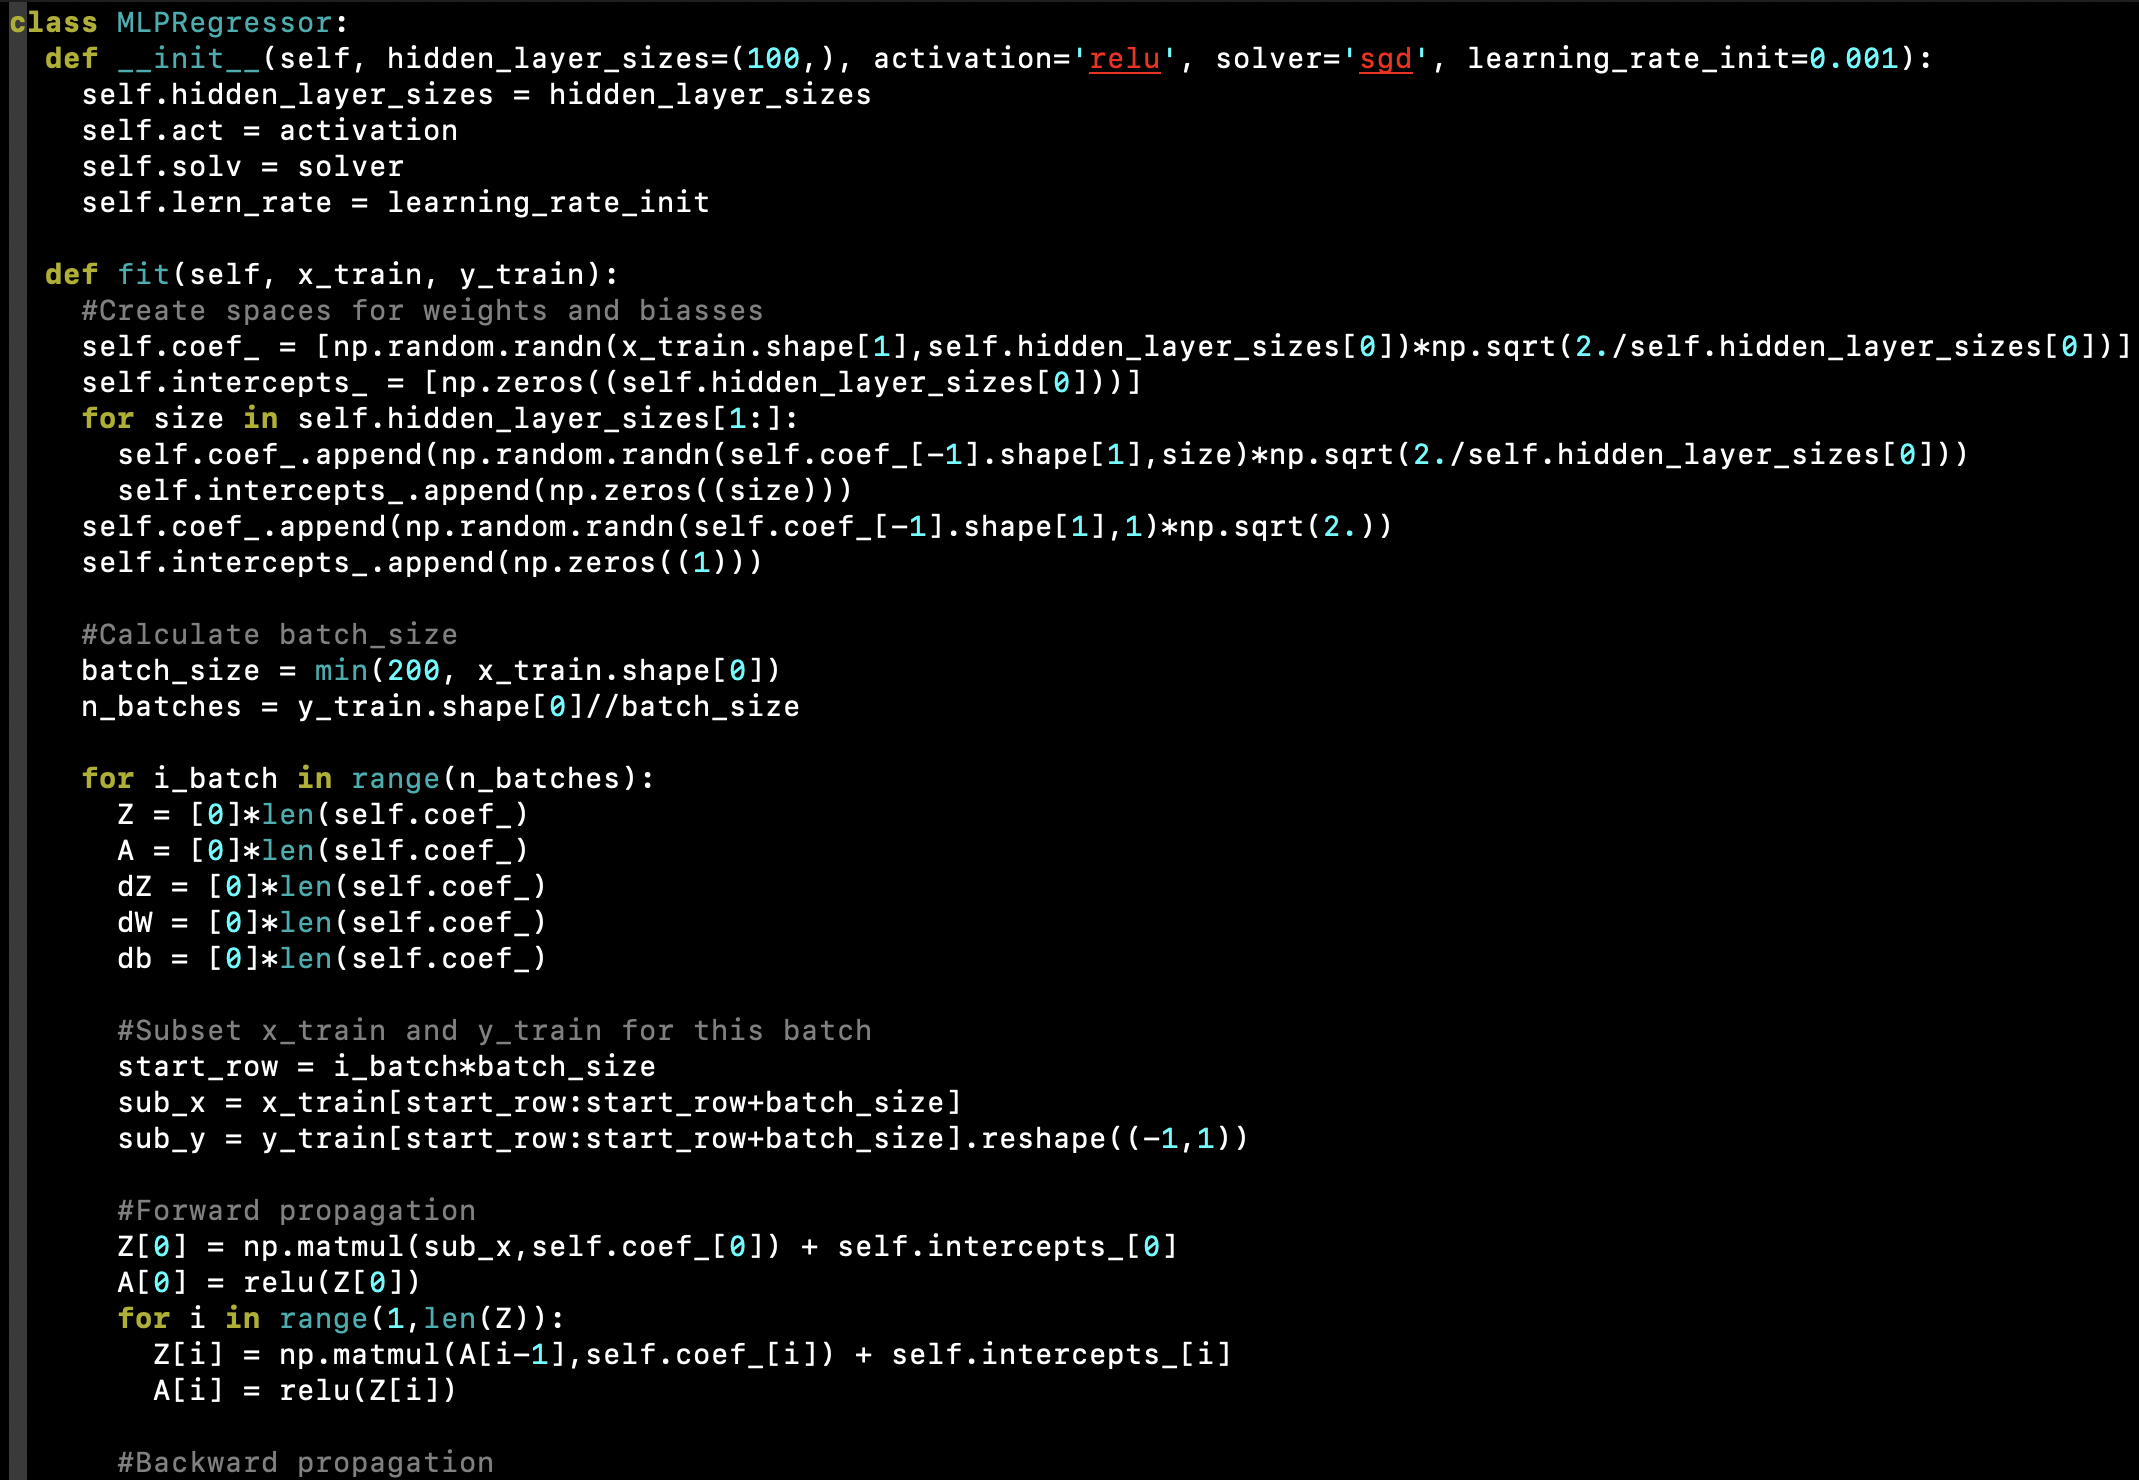 class MLPRegressor:
  def __init__(self, hidden_layer_sizes=(100,), activation='relu', solver='sgd', learning_rate_init=0.001):
    self.hidden_layer_sizes = hidden_layer_sizes
    self.act = activation
    self.solv = solver
    self.lern_rate = learning_rate_init

  def fit(self, x_train, y_train):
    #Create spaces for weights and biasses
    self.coef_ = [np.random.randn(x_train.shape[1],self.hidden_layer_sizes[0])*np.sqrt(2./self.hidden_layer_sizes[0])]
    self.intercepts_ = [np.zeros((self.hidden_layer_sizes[0]))]
    for size in self.hidden_layer_sizes[1:]:
      self.coef_.append(np.random.randn(self.coef_[-1].shape[1],size)*np.sqrt(2./self.hidden_layer_sizes[0]))
      self.intercepts_.append(np.zeros((size)))
    self.coef_.append(np.random.randn(self.coef_[-1].shape[1],1)*np.sqrt(2.))
    self.intercepts_.append(np.zeros((1)))

    #Calculate batch_size
    batch_size = min(200, x_train.shape[0])
    n_batches = y_train.shape[0]//batch_size

    for i_batch in range(n_batches):
      Z = [0]*len(self.coef_)
      A = [0]*len(self.coef_)
      dZ = [0]*len(self.coef_)
      dW = [0]*len(self.coef_)
      db = [0]*len(self.coef_)

      #Subset x_train and y_train for this batch
      start_row = i_batch*batch_size
      sub_x = x_train[start_row:start_row+batch_size]
      sub_y = y_train[start_row:start_row+batch_size].reshape((-1,1))

      #Forward propagation
      Z[0] = np.matmul(sub_x,self.coef_[0]) + self.intercepts_[0]
      A[0] = relu(Z[0])
      for i in range(1,len(Z)):
        Z[i] = np.matmul(A[i-1],self.coef_[i]) + self.intercepts_[i]
        A[i] = relu(Z[i])

      #Backward propagation